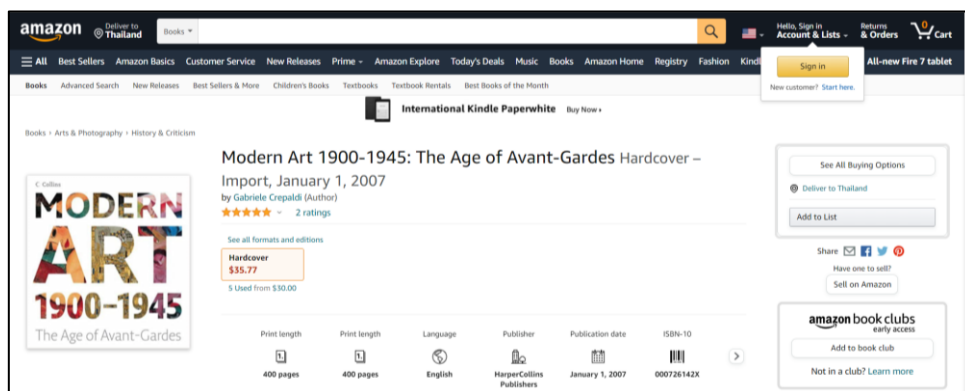 amazon
Deliver to
Thailand
Books
Hello, Sign in
Account & Lists
Returns
& Orders
0
Cart
All Best Sellers Amazon Basics Customer Service New Releases Prime Amazon Explore Today's Deals Music Books Amazon Home Registry Fashion All-new Fire 7 tablet
Sign in
New customer? Start here.
Books Advanced Search New Releases Best Sellers & More Children's Books Textbooks Textbook Rentals Best Books of the Month
International Kindle Paperwhite Buy Now
Books › Arts & Photography › History & Criticism
Collins
MODERN
ART
1900-1945
The Age of Avant-Gardes
Modern Art 1900-1945: The Age of Avant-Gardes Hardcover –
Import, January 1, 2007
by Gabriele Crepaldi (Author)
2 ratings
See all formats and editions
Hardcover
$35.77
5 Used from $30.00
Print length Print length Language Publisher Publication date ISBN-10
400 pages 400 pages English HarperCollins Publishers January 1, 2007 000726142X
See All Buying Options
Deliver to Thailand
Add to List
Share
Have one to sell?
Sell on Amazon
amazon book clubs
early access
Add to book club
Not in a club? Learn more